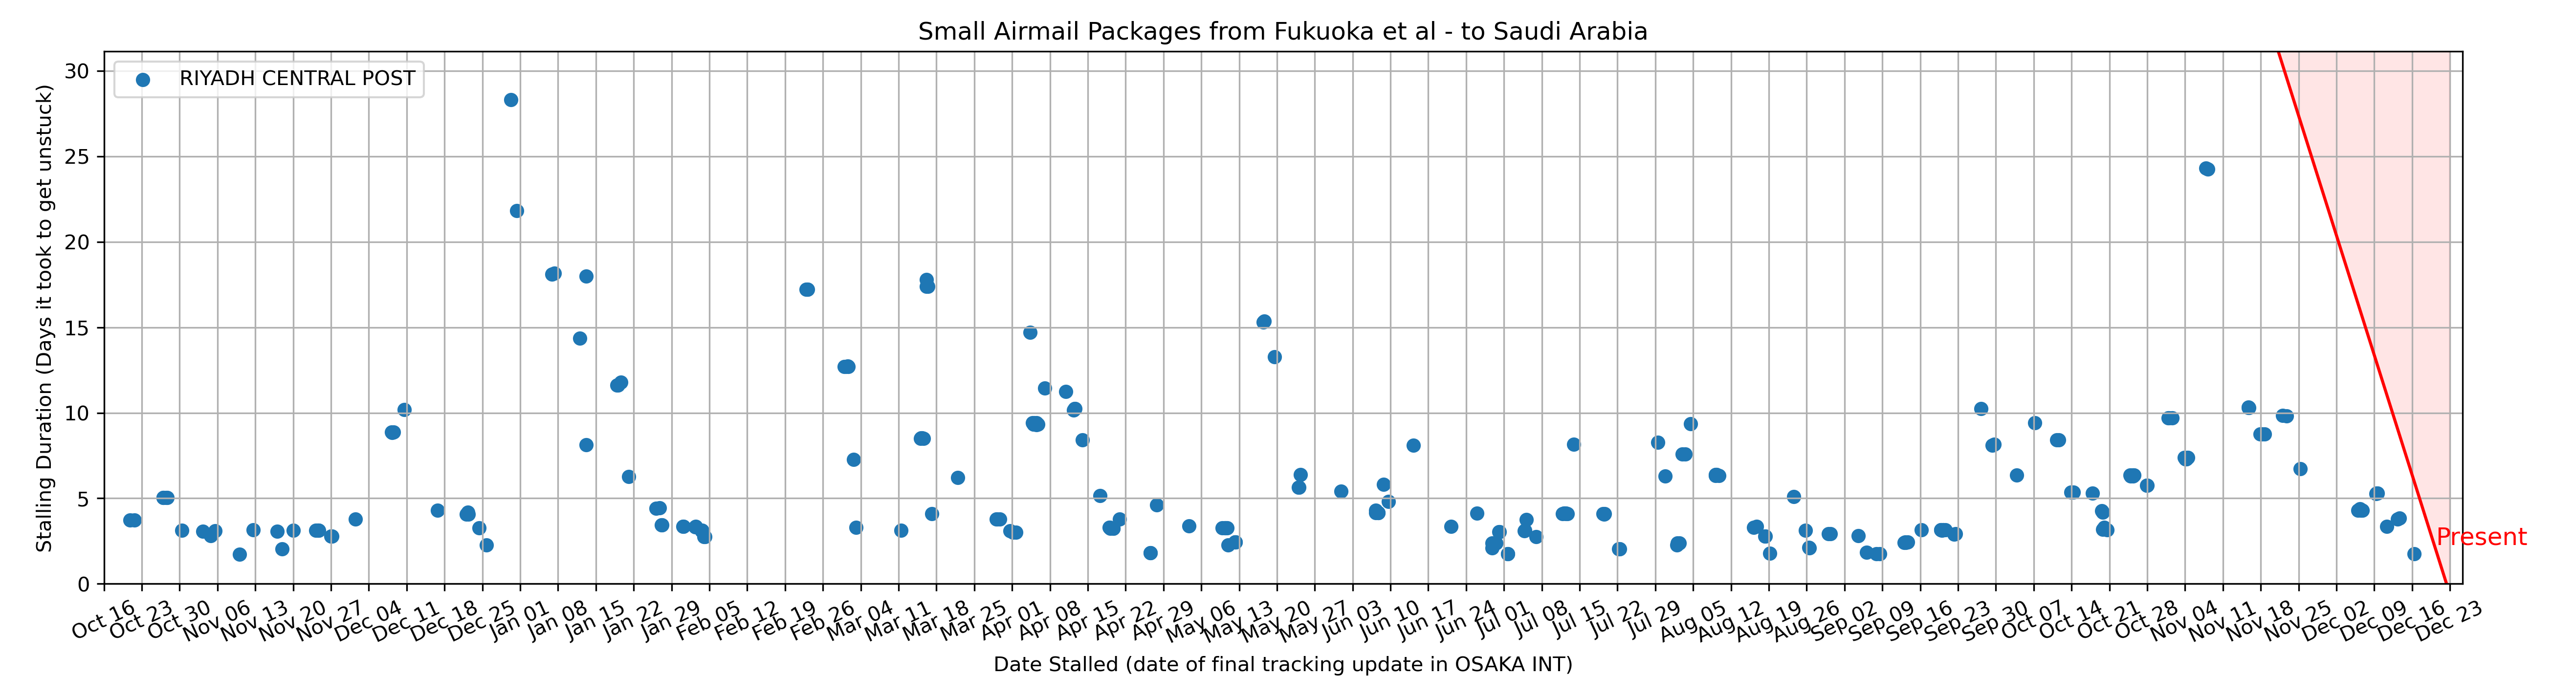 Small Airmail Packages from Fukuoka et al - to Saudi Arabia
RIYADH CENTRAL POST
30
25
20
15
10
5
0
Stalling Duration (Days it took to get unstuck)
Present
Oct 16
Oct 23
Oct 30
Nov 06
Nov 13
Nov 20
Nov 27
Dec 04
Dec 11
Dec 18
Dec 25
Jan 01
Jan 08
Jan 15
Jan 22
Jan 29
Feb 05
Feb 12
Feb 19
Feb 26
Mar 04
Mar 11
Mar 18
Mar 25
Apr 01
Apr 08
Apr 15
Apr 22
Apr 29
May 06
May 13
May 20
May 27
Jun 03
Jun 10
Jun 17
Jun 24
Jul 01
Jul 08
Jul 15
Jul 22
Jul 29
Aug 05
Aug 12
Aug 19
Aug 26
Sep 02
Sep 09
Sep 16
Sep 23
Sep 30
Oct 07
Oct 14
Oct 21
Oct 28
Nov 04
Nov 11
Nov 18
Nov 25
Dec 02
Dec 09
Dec 16
Dec 23
Date Stalled (date of final tracking update in OSAKA INT)